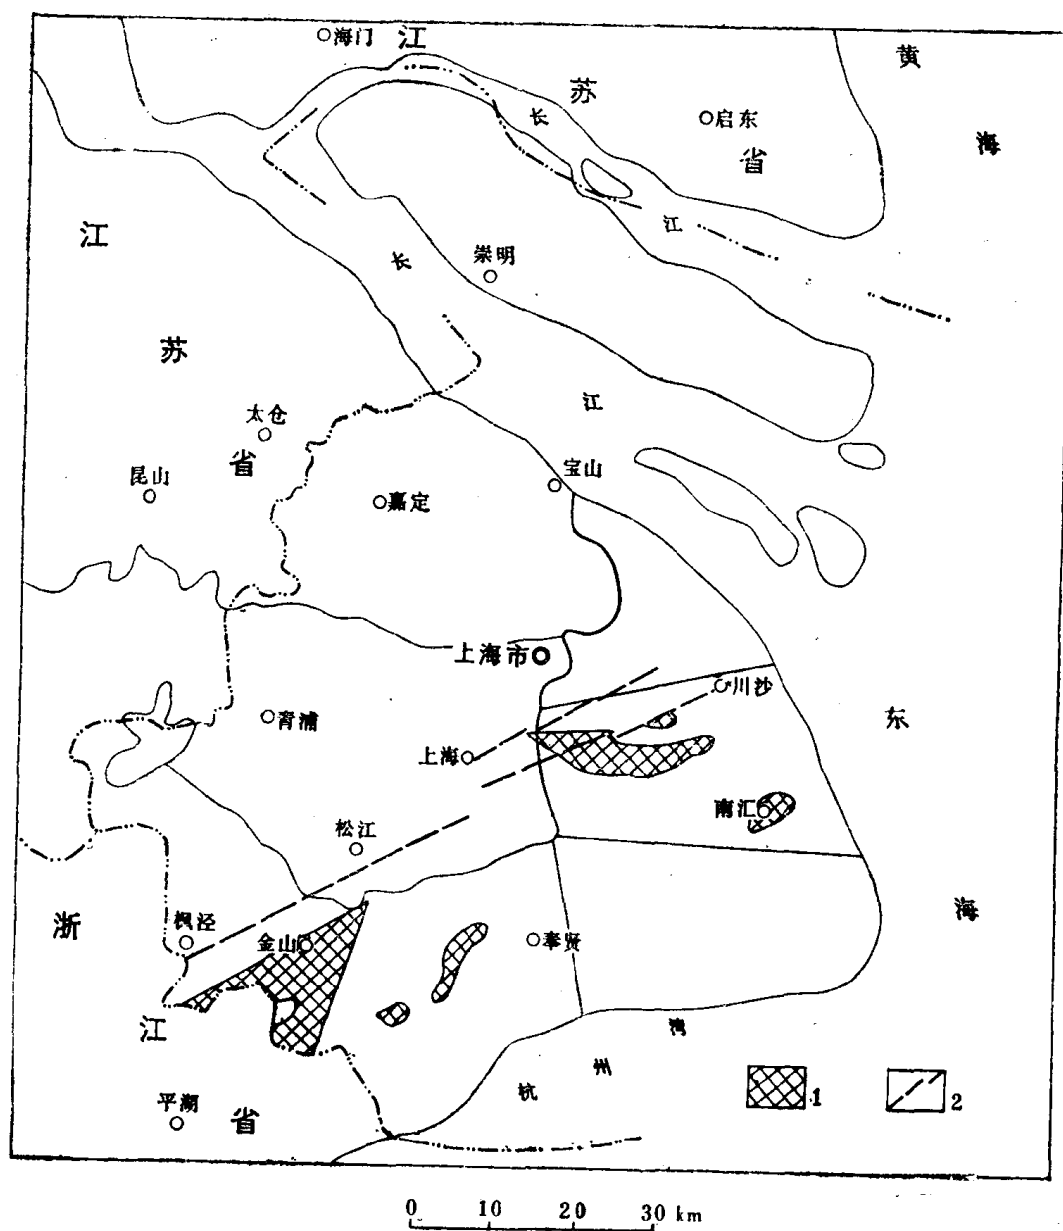 海门
江
黄
苏
长
启东
省
海
江
江
长
崇明
苏
江
太仓
省
昆山
宝山
嘉定
上海市
川沙
青浦
东
上海
南汇
松江
浙
枫泾
金山
奉贤
海
江
湾
州
杭
平湖
省
1
2
0 10 20 30 km